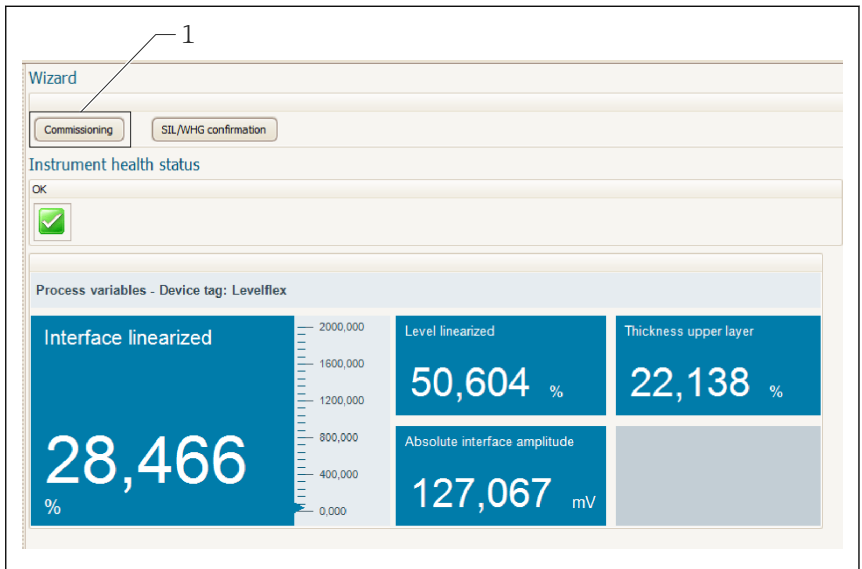 1
Wizard
Commissioning
SIL/WHG confirmation
Instrument health status
OK
Process variables - Device tag: Levelflex
Interface linearized
28,466
%
2000,000
1600,000
1200,000
800,000
400,000
0,000
Level linearized
50,604 %
Thickness upper layer
22,138 %
Absolute interface amplitude
127,067 mV